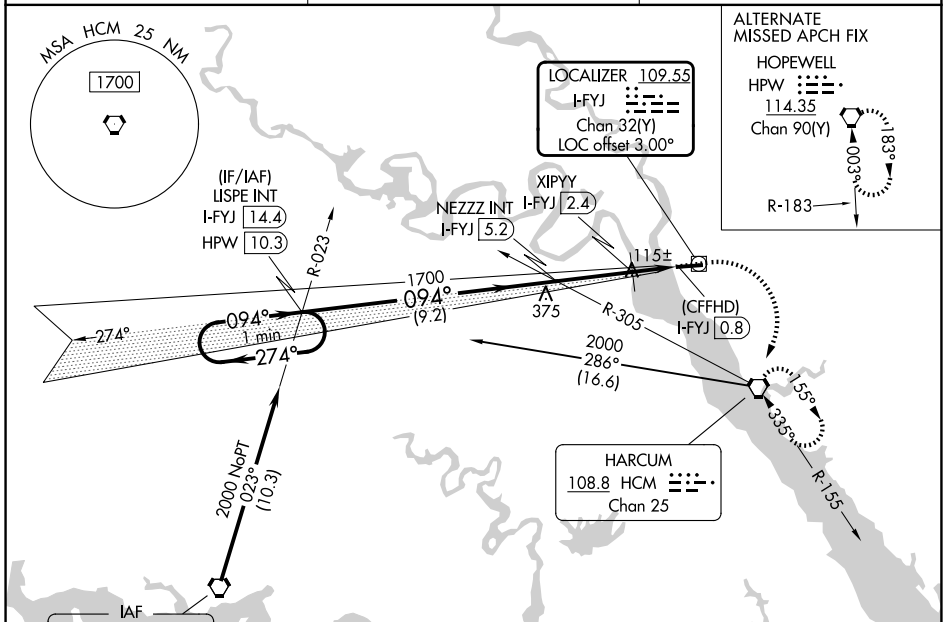 MSA HCM 25 NM
1700
ALTERNATE
MISSED APCH FIX
HOPEWELL
HPW
114.35
Chan 90(Y)
183°
003°
R-183
LOCALIZER 109.55
I-FYJ
Chan 32(Y)
LOC offset 3.00°
(IF/IAF)
LISPE INT
I-FYJ 14.4
HPW 10.3
R-023
NEZZZ INT
I-FYJ 5.2
XIPYY
I-FYJ 2.4
115±
1700
094°
(9.2)
375
(CFFHD)
I-FYJ 0.8
R-305
274°
094°
1 min
274°
2000
286°
(16.6)
155°
335°
R-155
2000 NoPT
023°
(10.3)
HARCUM
108.8 HCM
Chan 25
IAF